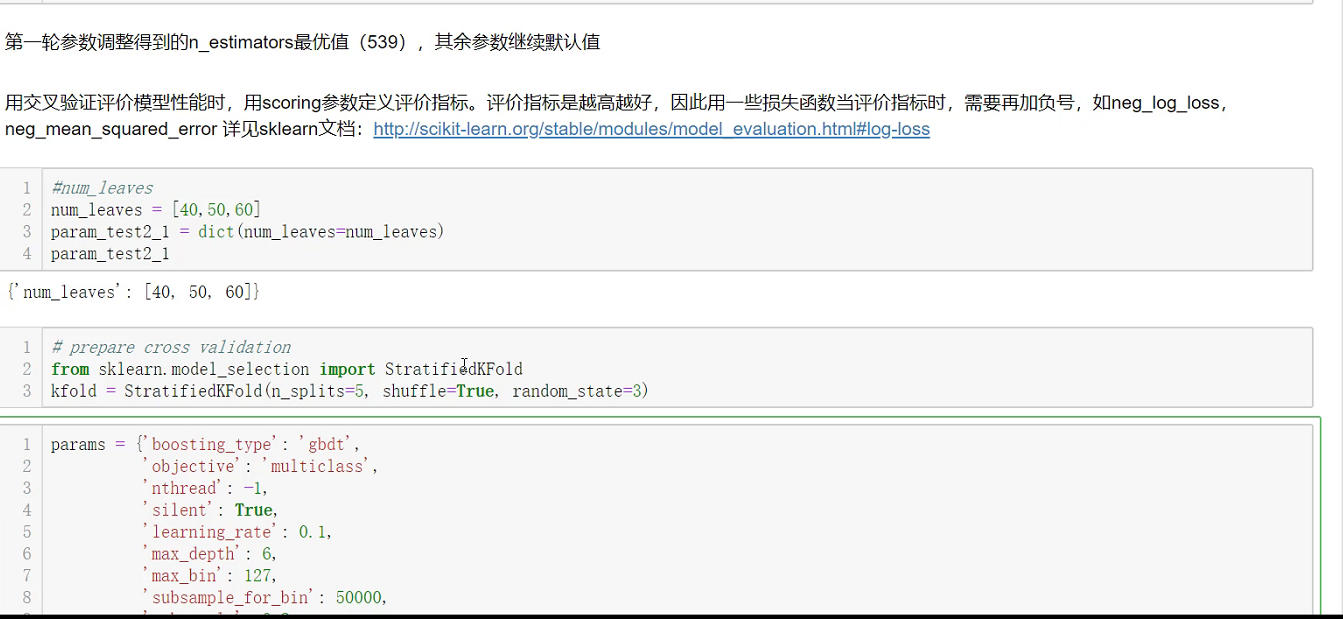 第一轮参数调整得到的n_estimators最优值（539），其余参数继续默认值
用交叉验证评价模型性能时，用scoring参数定义评价指标。评价指标是越高越好，因此用一些损失函数当评价指标时，需要再加负号，如neg_log_loss，
neg_mean_squared_error 详见sklearn文档：http://scikit-learn.org/stable/modules/model_evaluation.html#log-loss
1 #num_leaves
2 num_leaves = [40,50,60]
3 param_test2_1 = dict(num_leaves=num_leaves)
4 param_test2_1
{'num_leaves': [40, 50, 60]}
1 # prepare cross validation
2 from sklearn.model_selection import StratifiedKFold
3 kfold = StratifiedKFold(n_splits=5, shuffle=True, random_state=3)
1 params = {'boosting_type': 'gbdt',
2 'objective': 'multiclass',
3 'nthread': -1,
4 'silent': True,
5 'learning_rate': 0.1,
6 'max_depth': 6,
7 'max_bin': 127,
8 'subsample_for_bin': 50000,